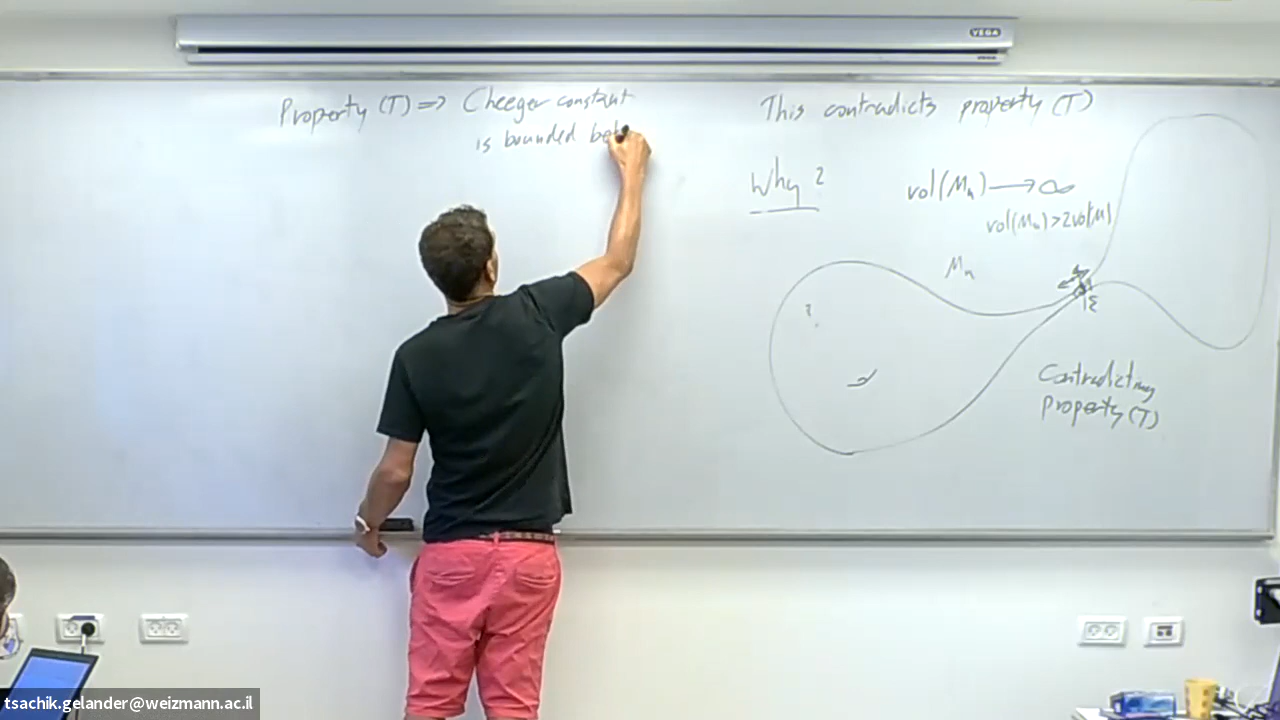 VEGA
Property (T) => Cheeger constant
is bounded bel
This contradicts property (T)
Why ?
vol(Mn) → ∞
vol(Mn)>2vol(M)
Mn
ε
Contradicting
Property (T)
tsachik.gelander@weizmann.ac.il